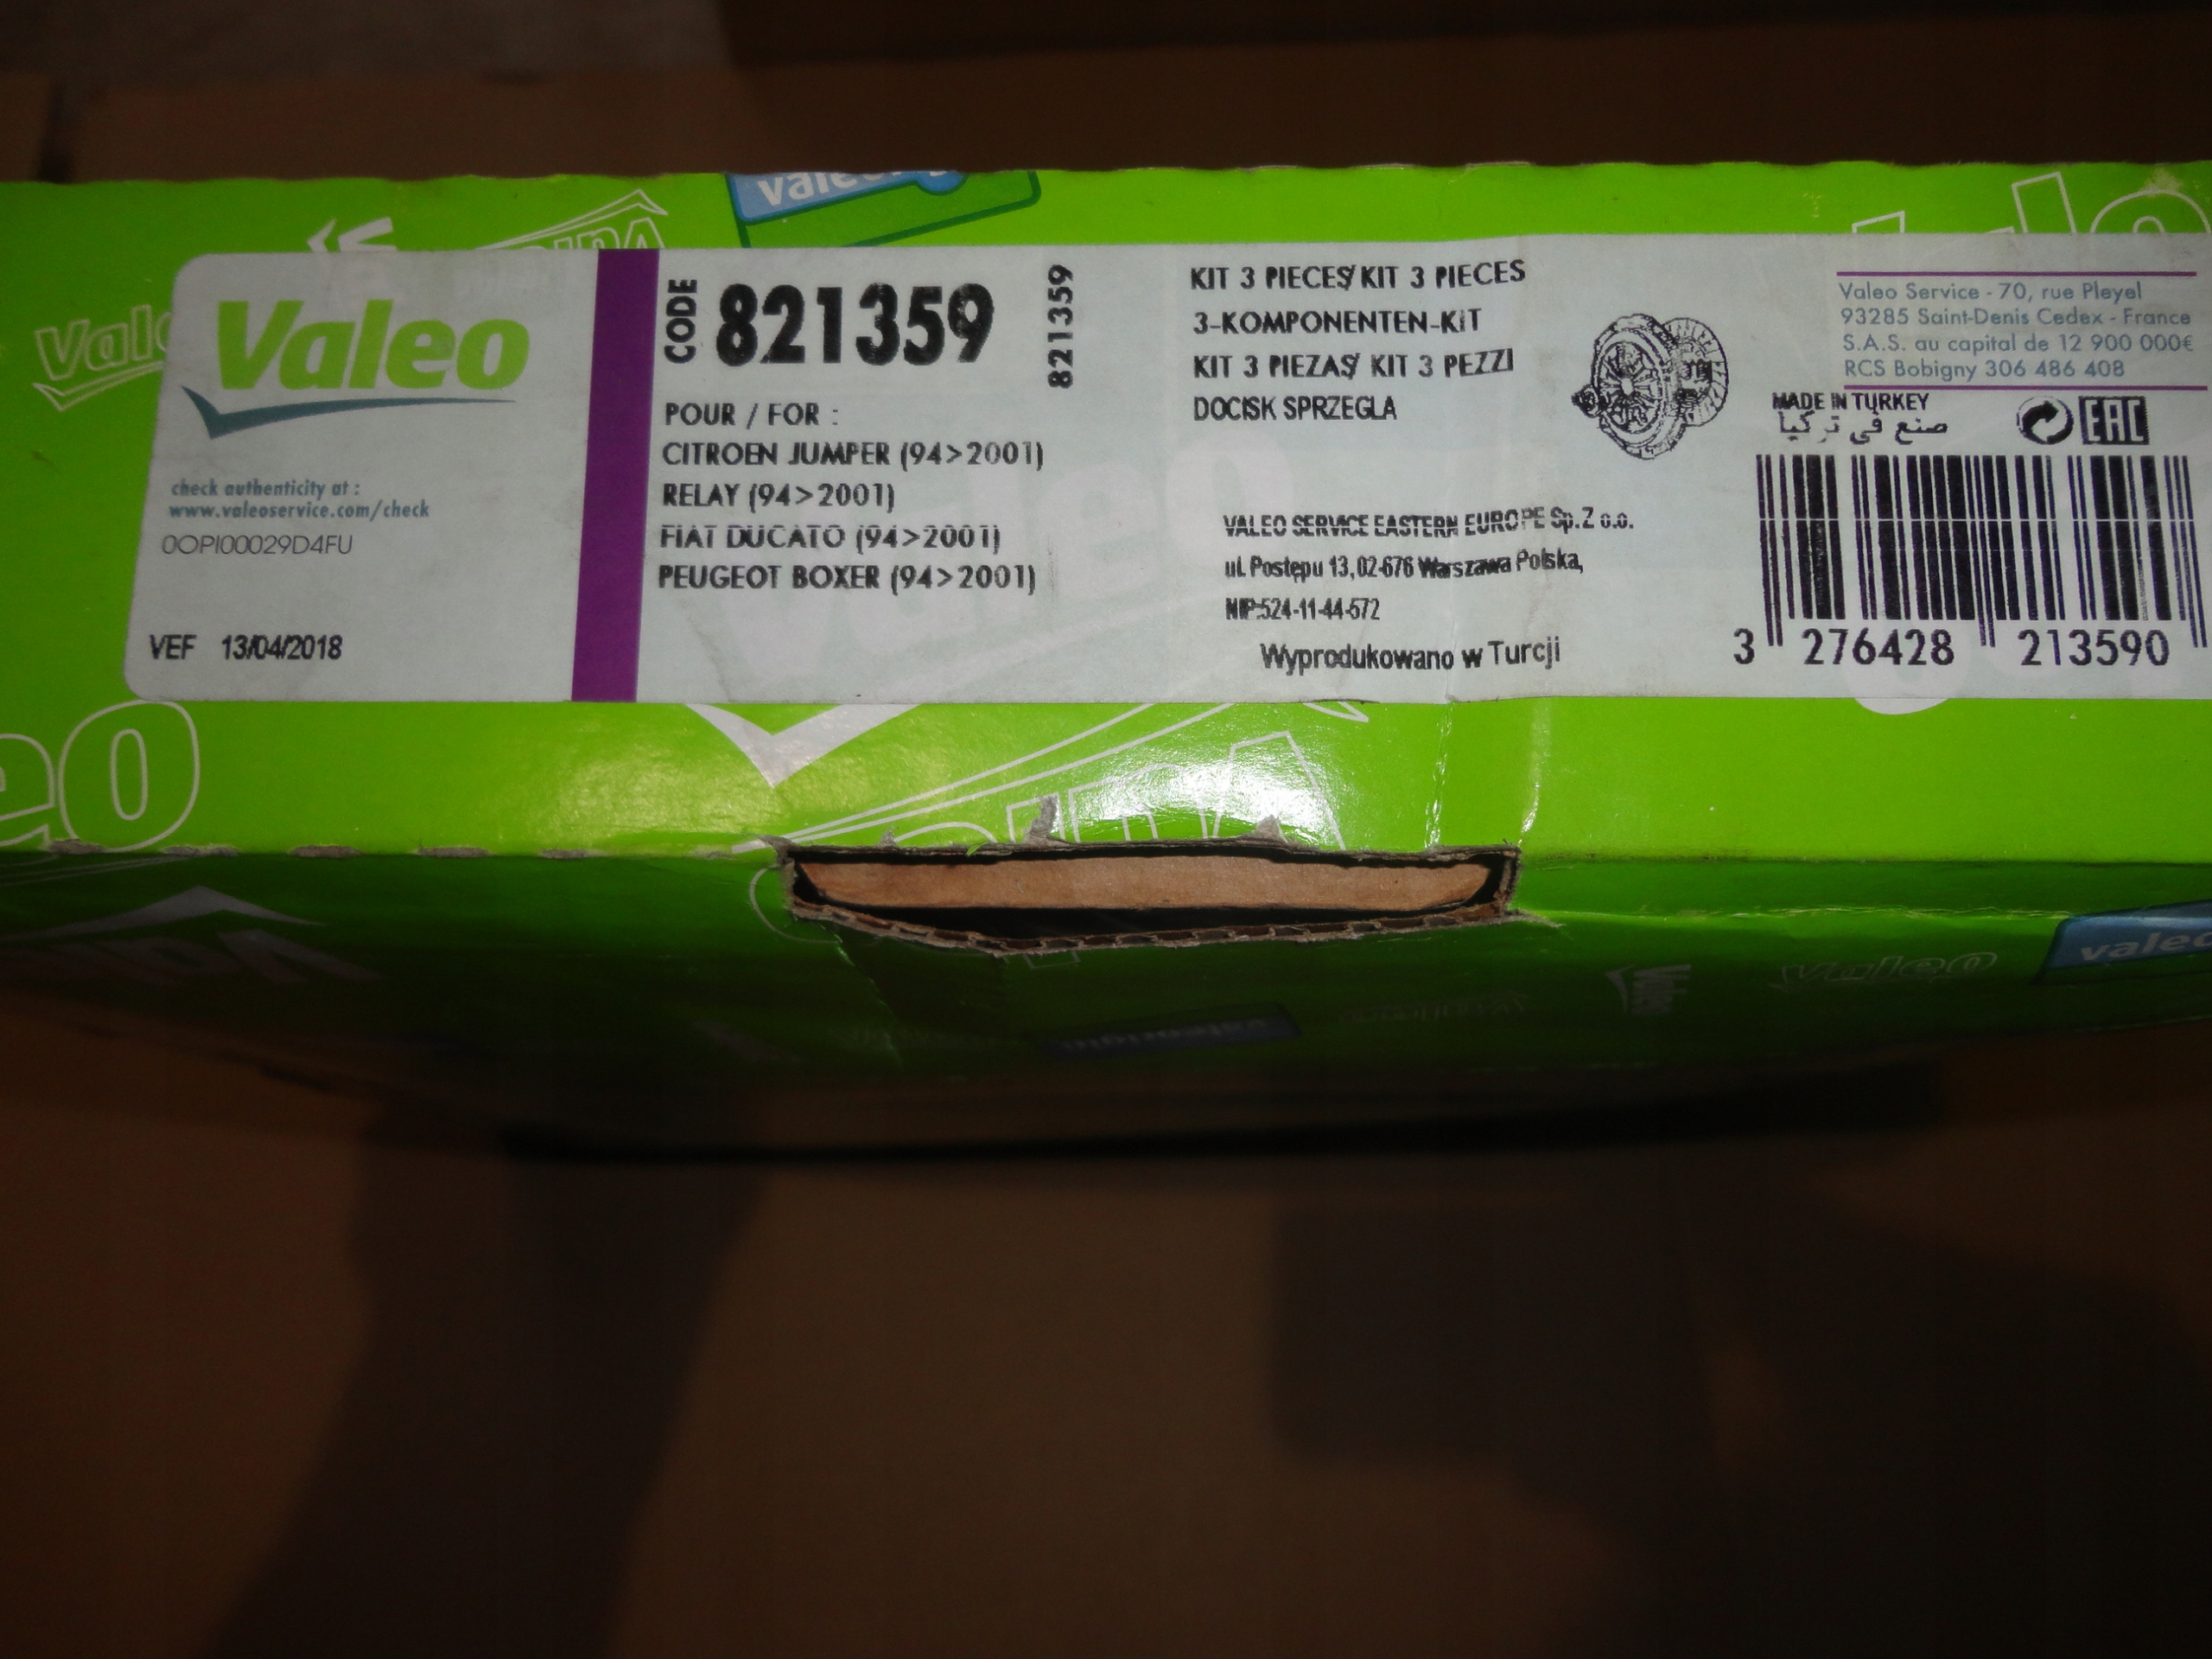 Valeo
check authenticity at :
www.valeoservice.com/check
0OPI00029D4FU
VEF 13/04/2018
CODE 821359
821359
POUR / FOR :
CITROEN JUMPER (94>2001)
RELAY (94>2001)
FIAT DUCATO (94>2001)
PEUGEOT BOXER (94>2001)
KIT 3 PIECES/KIT 3 PIECES
3-KOMPONENTEN-KIT
KIT 3 PIEZAS/ KIT 3 PEZZI
DOCISK SPRZEGLA
VALEO SERVICE EASTERN EUROPE Sp.Z o.o.
ul. Postępu 13, 02-676 Warszawa Polska,
NIP:524-11-44-572
Wyprodukowano w Turcji
Valeo Service - 70, rue Pleyel
93285 Saint-Denis Cedex - France
S.A.S. au capital de 12 900 000€
RCS Bobigny 306 486 408
MADE IN TURKEY
صنع في تركيا
EAC
3 276428 213590
Valeo
Valeo
valeo